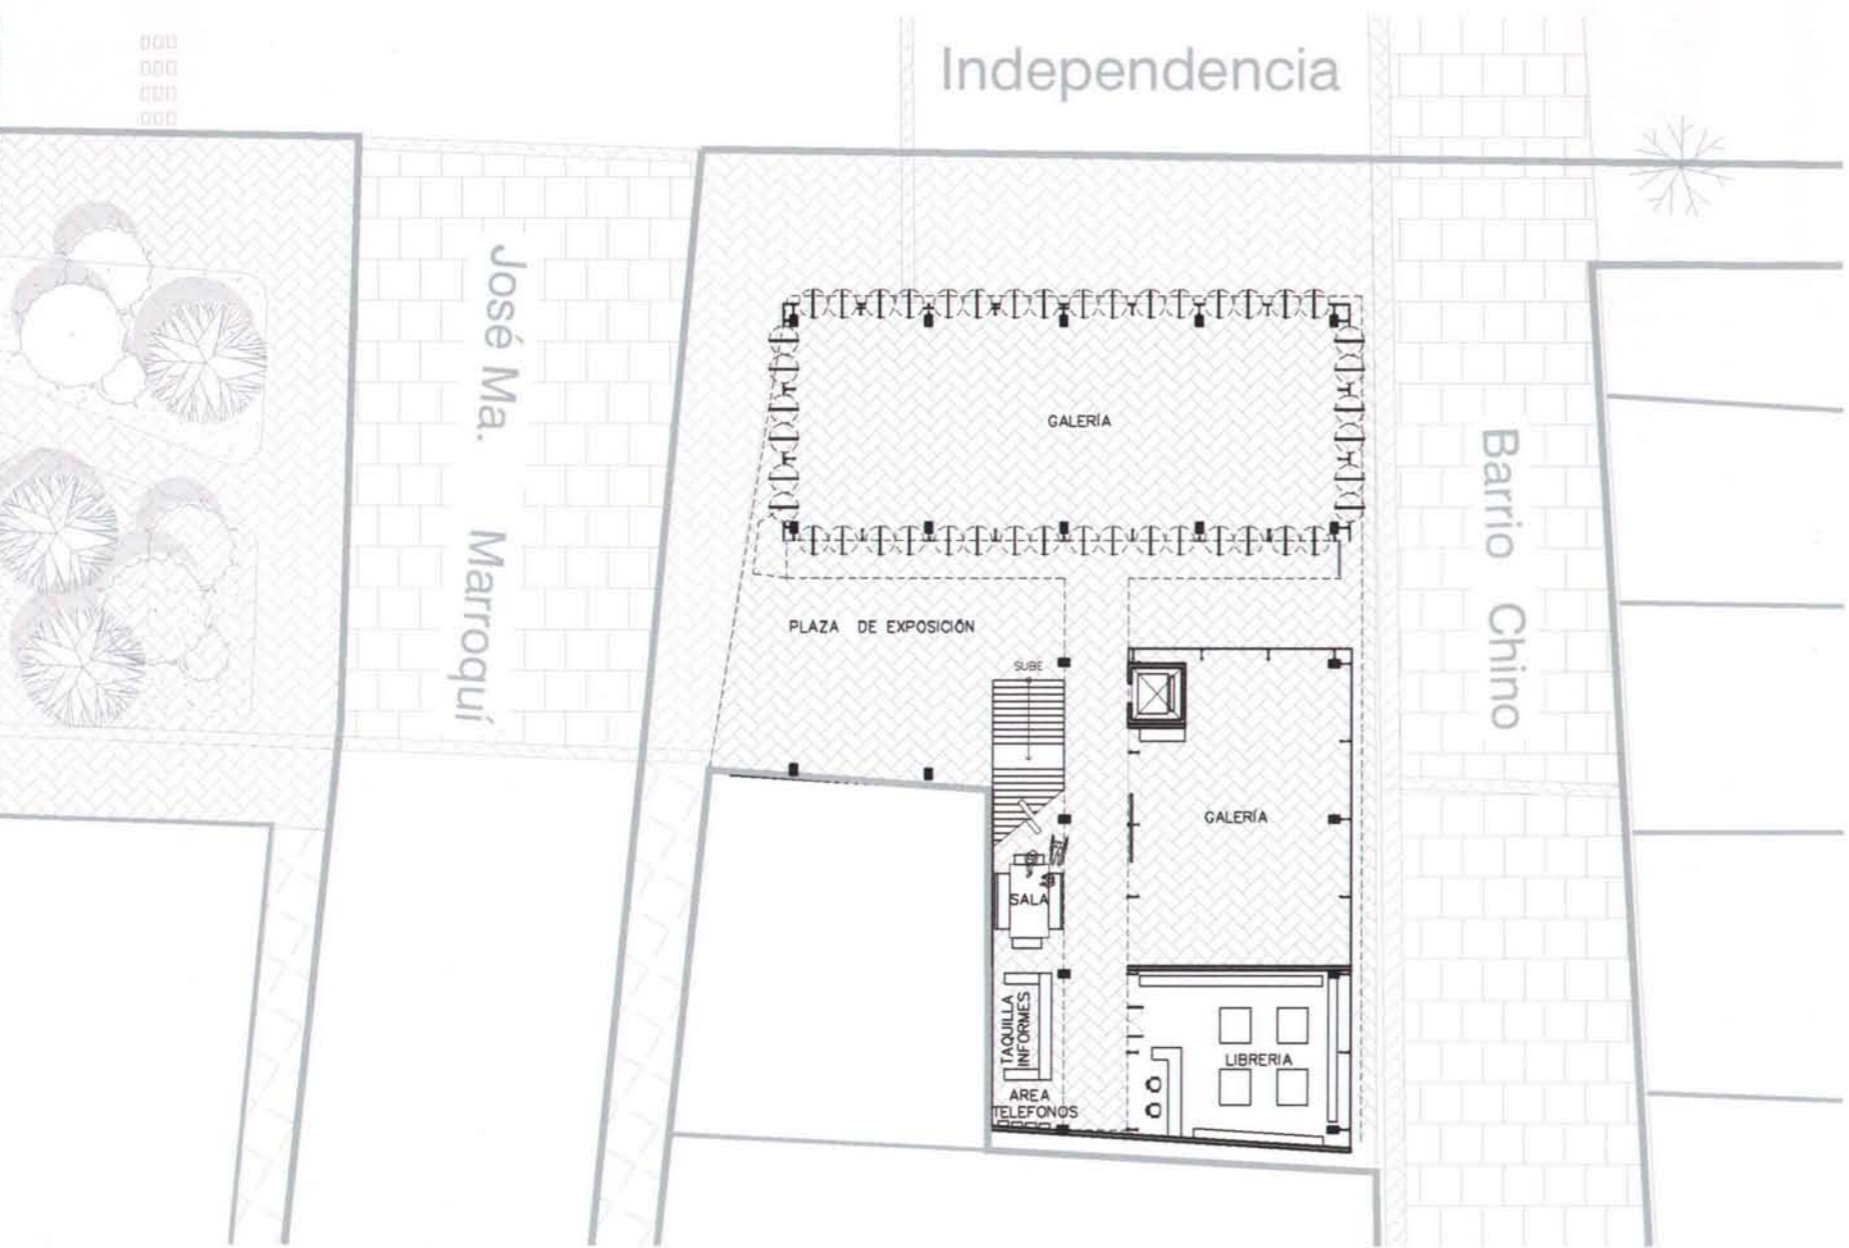 Independencia
José Ma. Marroquí
Barrio Chino
GALERÍA
PLAZA DE EXPOSICIÓN
SUBE
GALERÍA
SALA
TAQUILLA
INFORMES
LIBRERIA
AREA
TELEFONOS